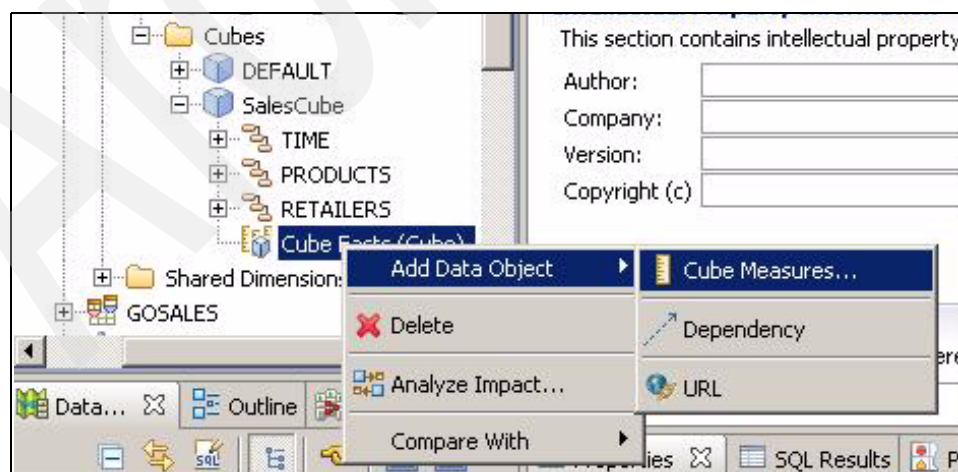 Cubes
DEFAULT
SalesCube
TIME
PRODUCTS
RETAILERS
Cube Facts (Cube)
Shared Dimension
GOSALES
This section contains intellectual property
Author:
Company:
Version:
Copyright (c)
Add Data Object
Delete
Analyze Impact...
Compare With
Cube Measures...
Dependency
URL
Data...
Outline
SQL Results